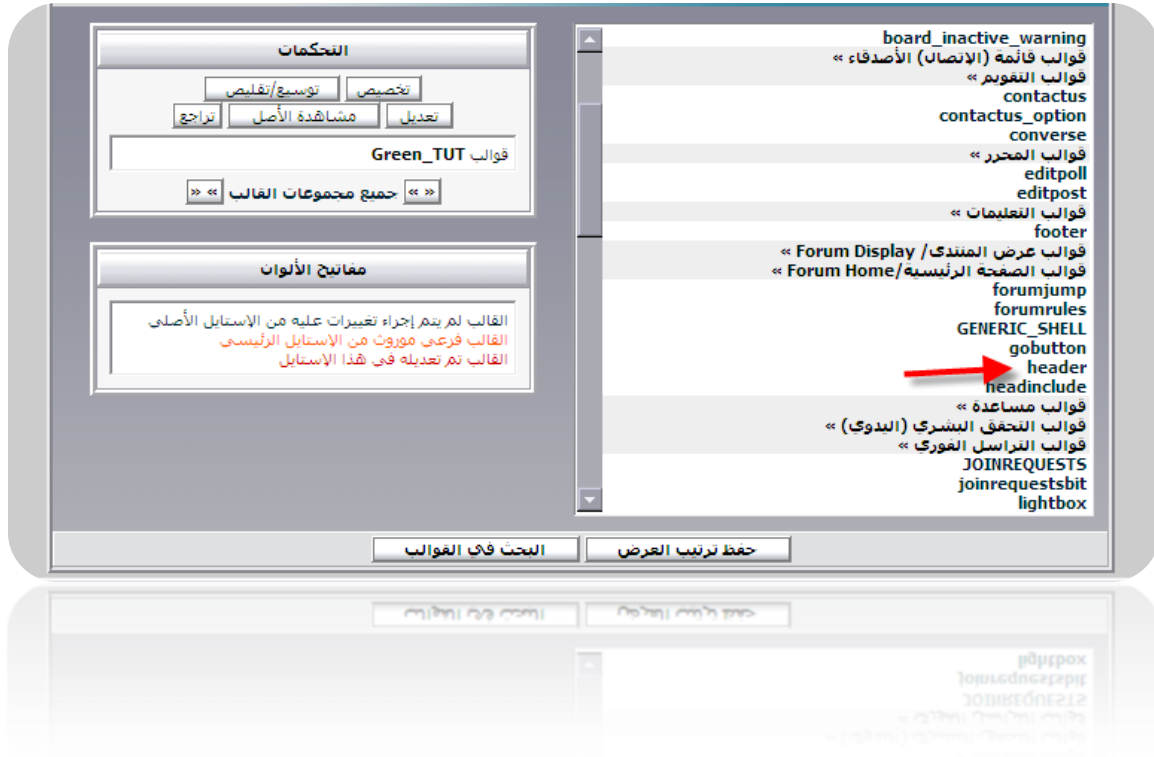 board_inactive_warning
قوالب قائمة (الإتصال) الأصدقاء »
قوالب التقويم »
contactus
contactus_option
converse
قوالب المحرر »
editpoll
editpost
قوالب التعليمات »
footer
قوالب عرض المنتدى/ Forum Display »
قوالب الصفحة الرئيسية/Forum Home »
forumjump
forumrules
GENERIC_SHELL
gobutton
header
headinclude
قوالب مساعدة »
قوالب التحقق البشري (اليدوي) »
قوالب التراسل الفوري »
JOINREQUESTS
joinrequestsbit
lightbox
التحكمات
تخصيص توسيع/تقليص
تعديل مشاهدة الأصل تراجع
قوالب Green_TUT
« » جميع مجموعات القالب » «
مفاتيح الألوان
القالب لم يتم إجراء تغييرات عليه من الإستايل الأصلي
القالب فرعي موروث من الإستايل الرئيسي
القالب تم تعديله في هذا الإستايل
حفظ ترتيب العرض البحث في القوالب